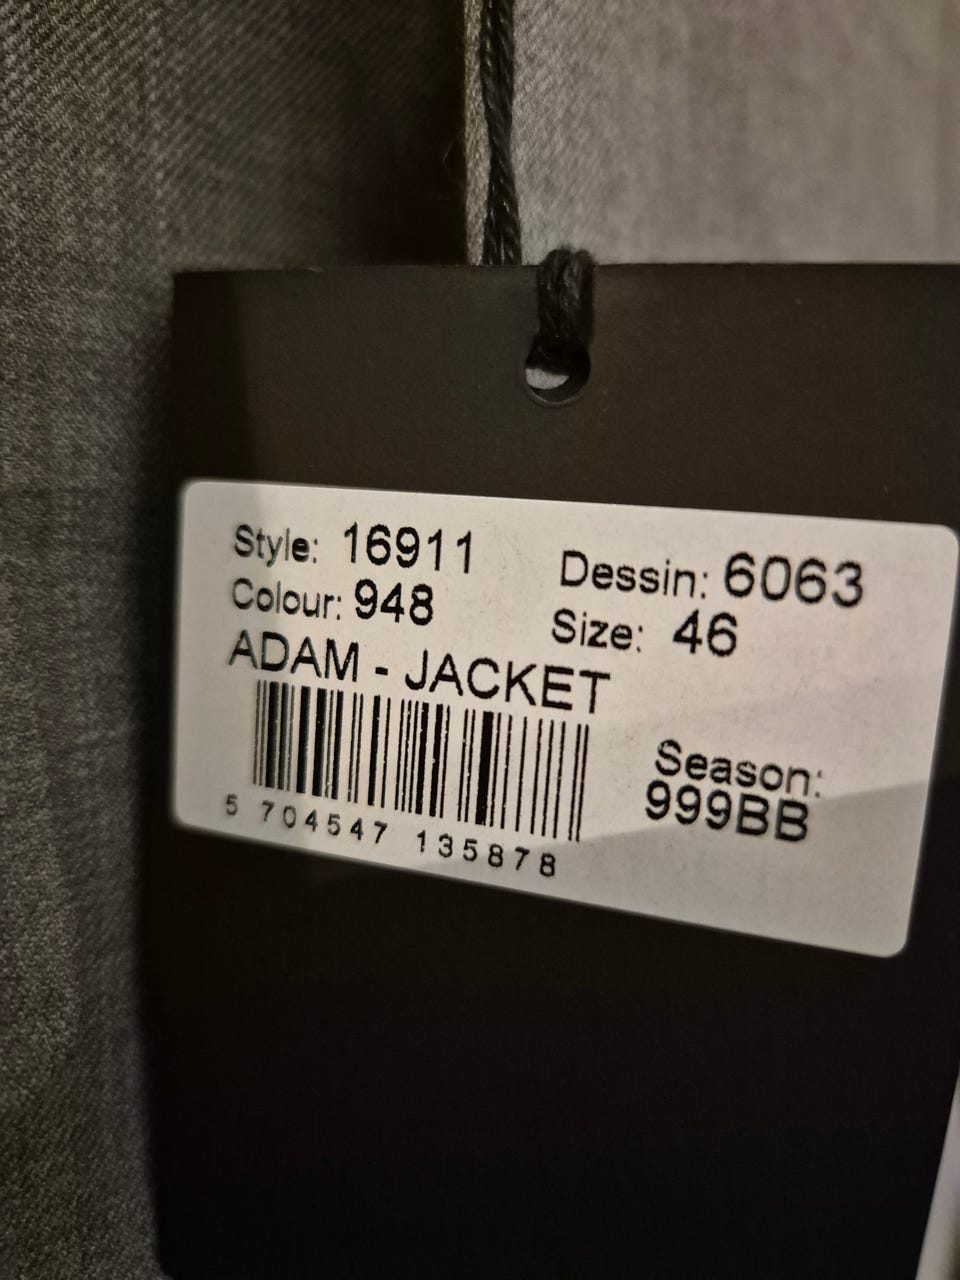 Style: 16911 Dessin: 6063
Colour: 948 Size: 46
ADAM - JACKET
Season:
999BB
5 704547 135878